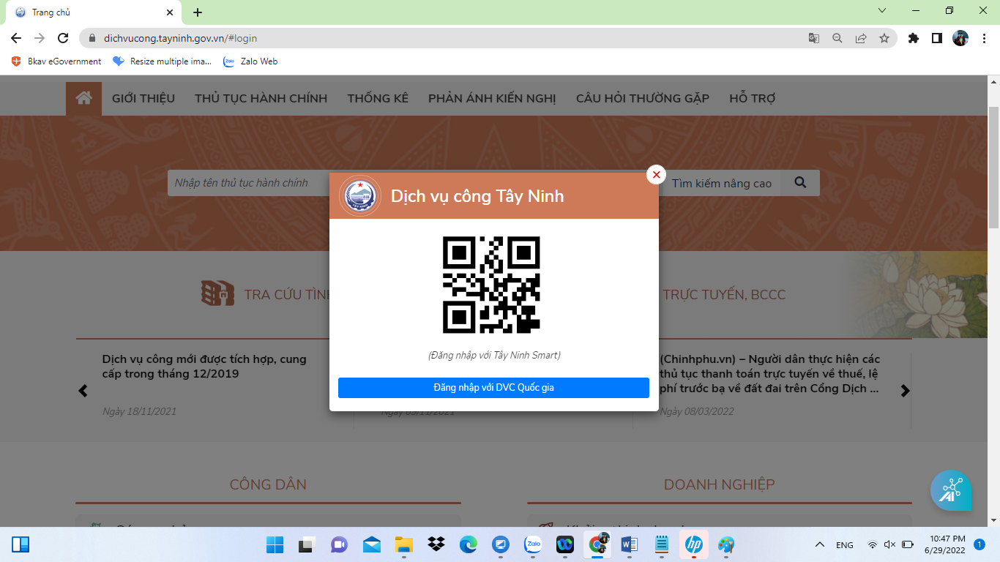 Trang chủ
dichvucong.tayninh.gov.vn/#login
Bkav eGovernment
Resize multiple ima...
Zalo Web
GIỚI THIỆU
THỦ TỤC HÀNH CHÍNH
THỐNG KÊ
PHẢN ÁNH KIẾN NGHỊ
CÂU HỎI THƯỜNG GẶP
HỖ TRỢ
Nhập tên thủ tục hành chính
Tìm kiếm nâng cao
TÂY NINH
Dịch vụ công Tây Ninh
(Đăng nhập với Tây Ninh Smart)
Đăng nhập với DVC Quốc gia
TRA CỨU TÌN
TRỰC TUYẾN, BCCC
Dịch vụ công mới được tích hợp, cung
cấp trong tháng 12/2019
Ngày 18/11/2021
(Chinhphu.vn) – Người dân thực hiện các
thủ tục thanh toán trực tuyến về thuế, lệ
phí trước bạ về đất đai trên Cổng Dịch ...
Ngày 08/03/2022
CÔNG DÂN
DOANH NGHIỆP
AI
Zalo
hp
ENG
10:47 PM
6/29/2022
1